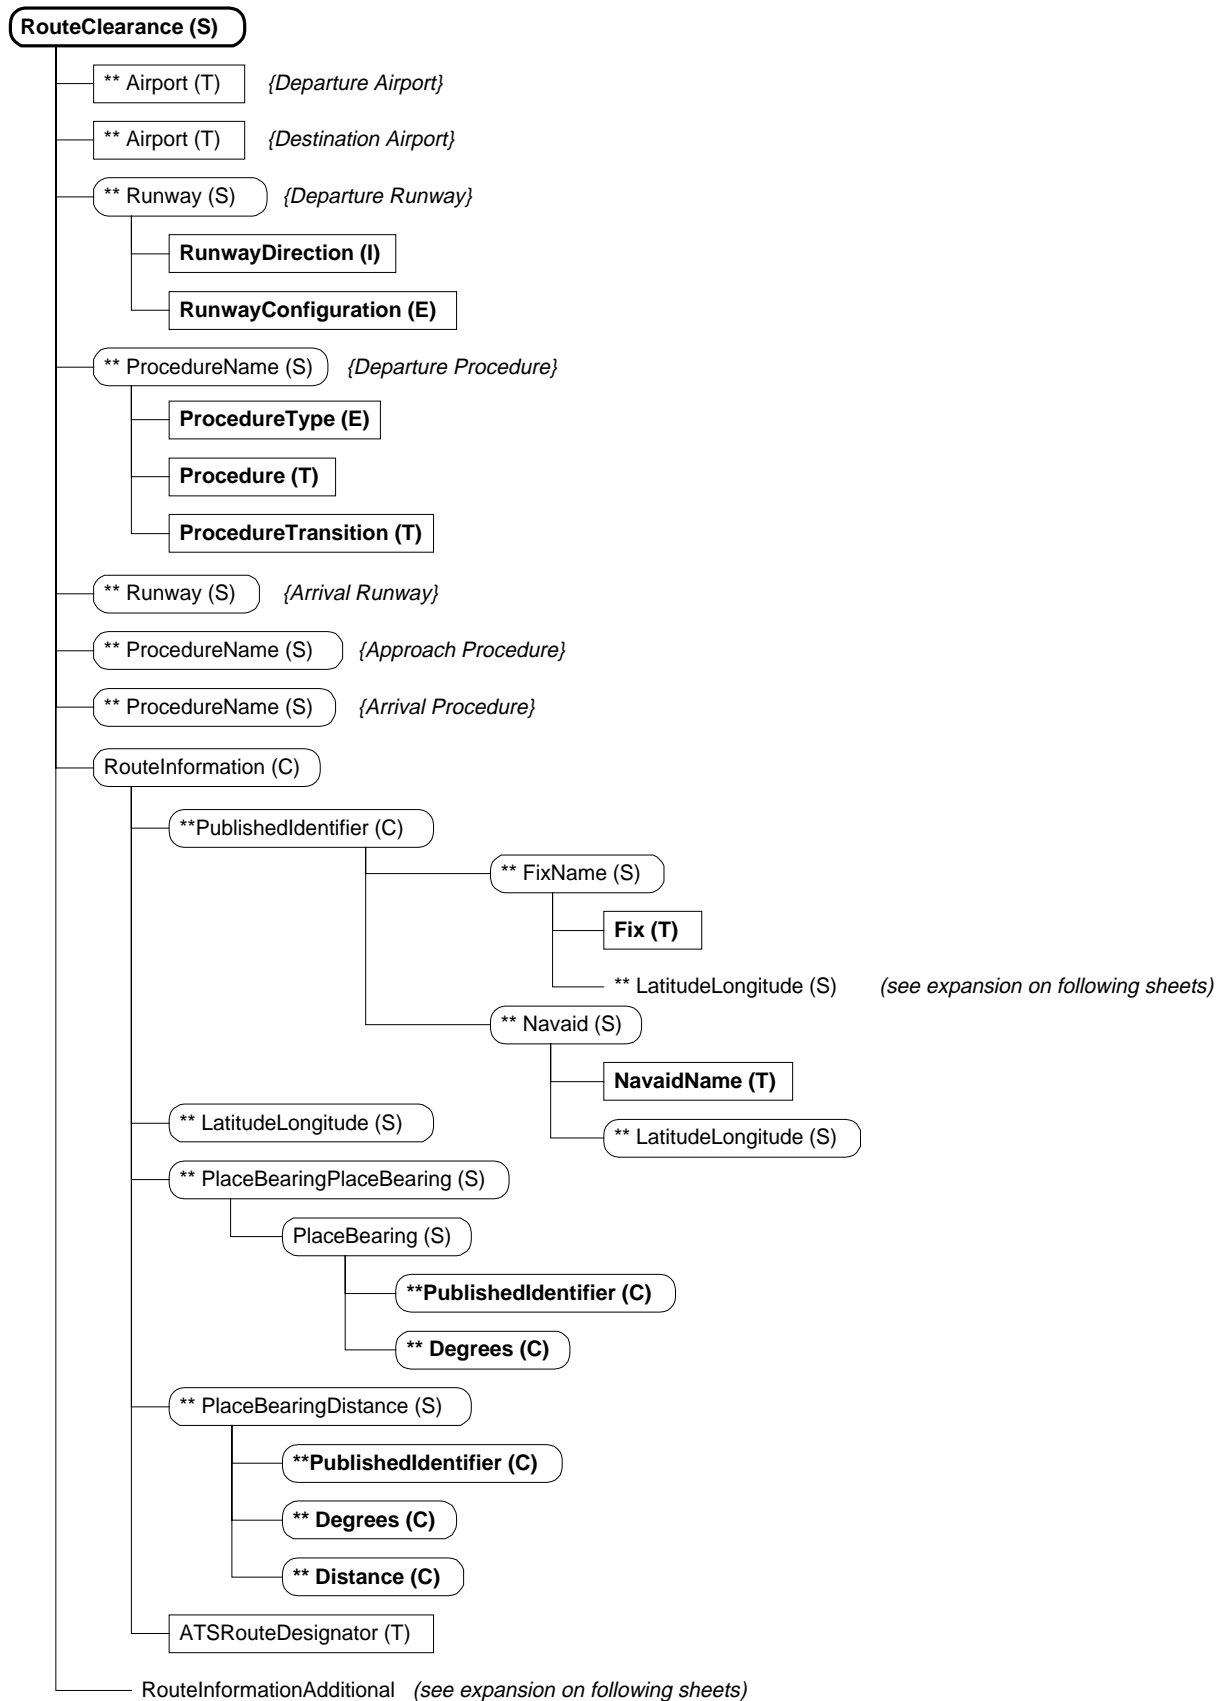 RouteClearance (S)
** Airport (T) {Departure Airport}
** Airport (T) {Destination Airport}
** Runway (S) {Departure Runway}
RunwayDirection (I)
RunwayConfiguration (E)
** ProcedureName (S) {Departure Procedure}
ProcedureType (E)
Procedure (T)
ProcedureTransition (T)
** Runway (S) {Arrival Runway}
** ProcedureName (S) {Approach Procedure}
** ProcedureName (S) {Arrival Procedure}
RouteInformation (C)
**PublishedIdentifier (C)
** FixName (S)
Fix (T)
** LatitudeLongitude (S) (see expansion on following sheets)
** Navaid (S)
NavaidName (T)
** LatitudeLongitude (S)
** LatitudeLongitude (S)
** PlaceBearingPlaceBearing (S)
PlaceBearing (S)
**PublishedIdentifier (C)
** Degrees (C)
** PlaceBearingDistance (S)
**PublishedIdentifier (C)
** Degrees (C)
** Distance (C)
ATSRouteDesignator (T)
RouteInformationAdditional (see expansion on following sheets)